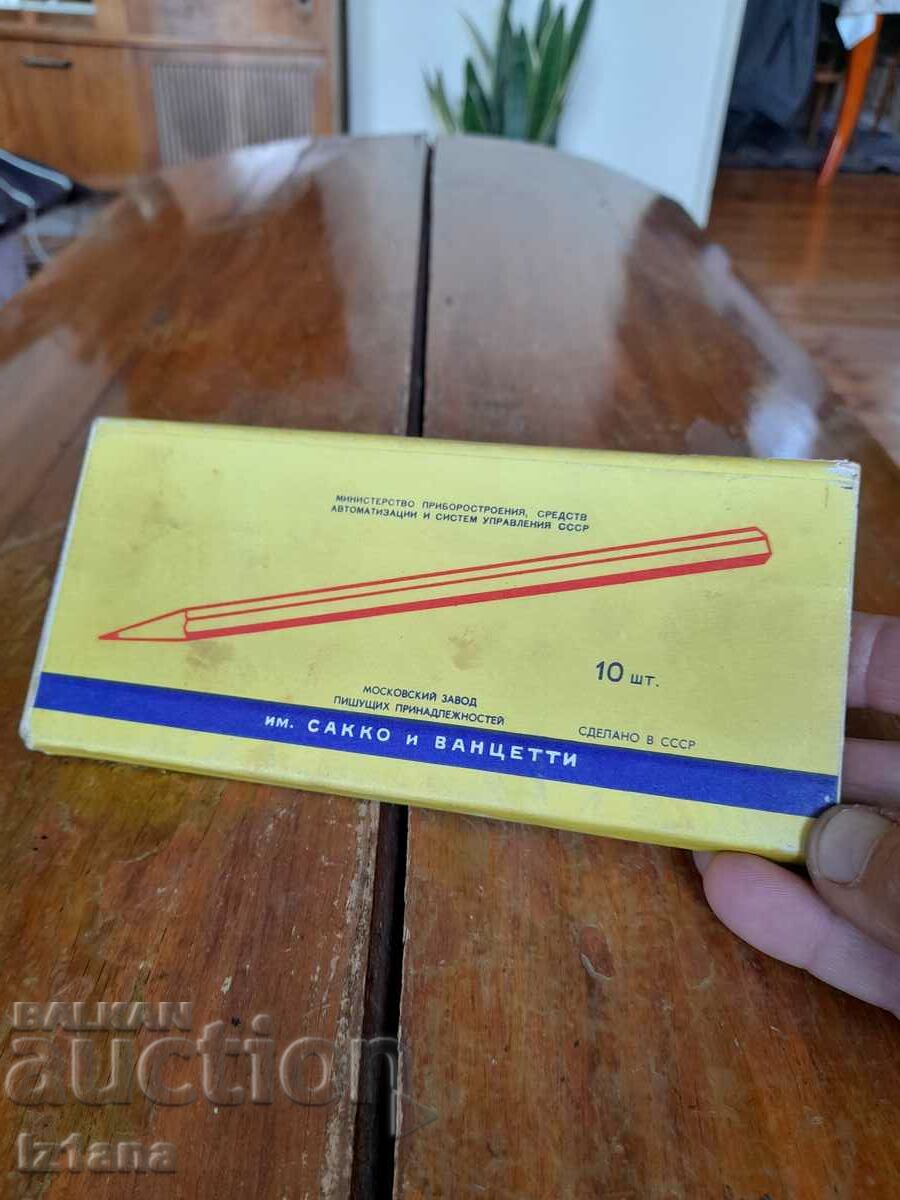 МИНИСТЕРСТВО ПРИБОРОСТРОЕНИЯ, СРЕДСТВ
АВТОМАТИЗАЦИИ И СИСТЕМ УПРАВЛЕНИЯ СССР
10 ШТ.
МОСКОВСКИЙ ЗАВОД
ПИШУЩИХ ПРИНАДЛЕЖНОСТЕЙ
СДЕЛАНО В СССР
им. САККО и ВАНЦЕТТИ
BALKAN
auction
iz1ana